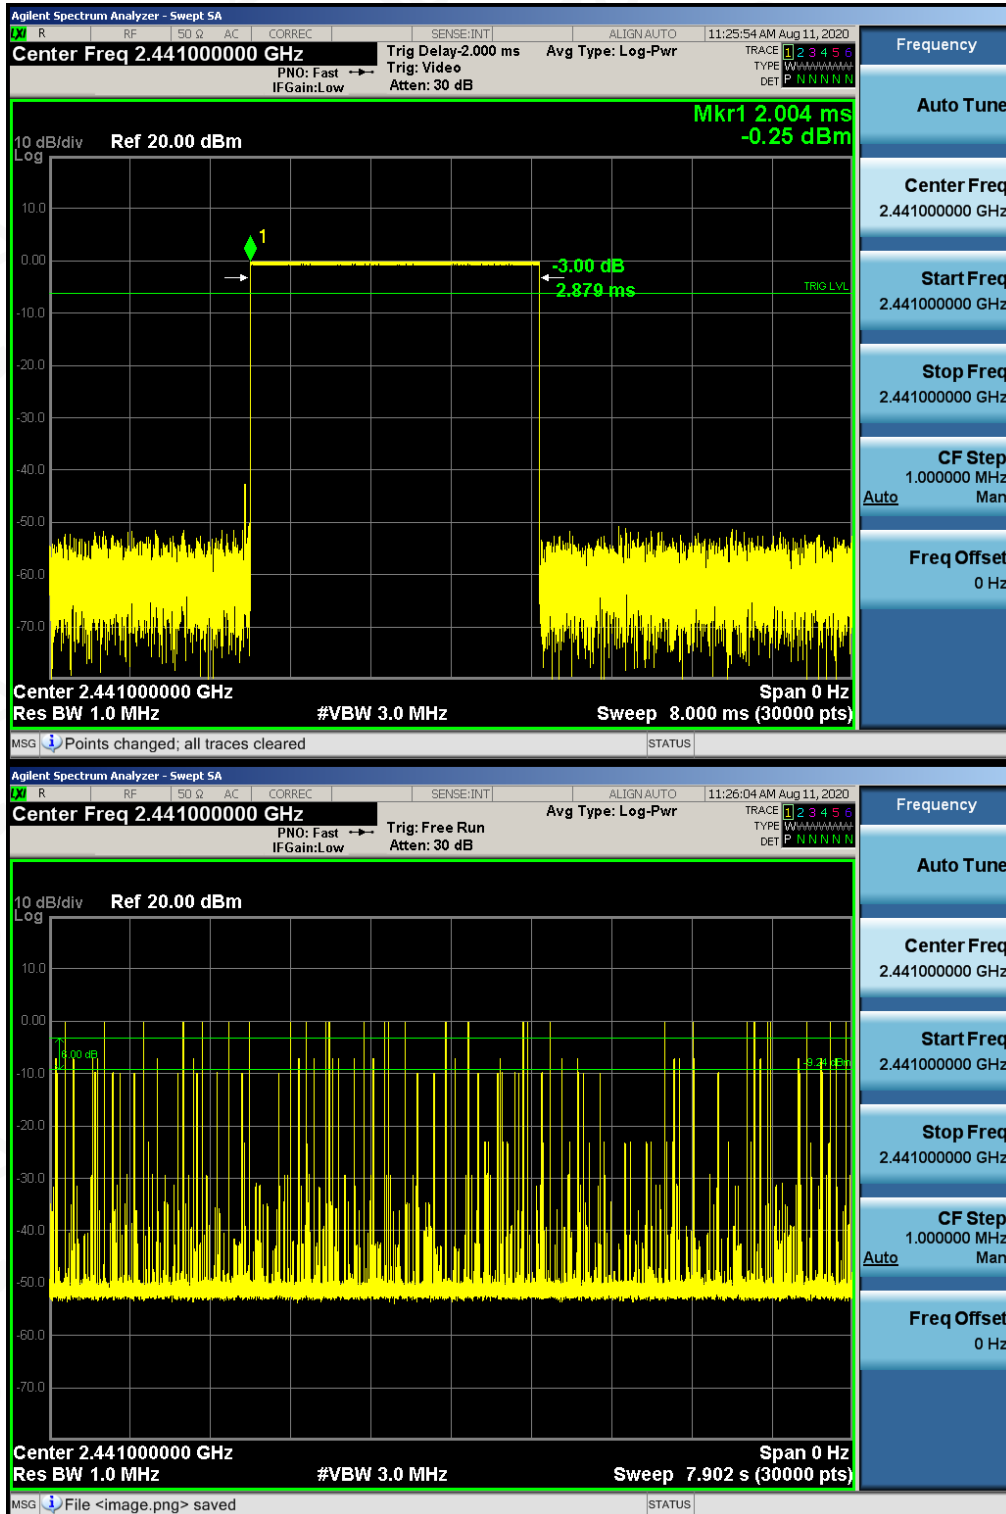 Agilent Spectrum Analyzer - Swept SA
LXI R RF 50 Ω AC CORREC SENSE:INT ALIGN AUTO 11:25:54 AM Aug 11, 2020
Center Freq 2.441000000 GHz
PNO: Fast
IFGain:Low
Trig Delay-2.000 ms
Trig: Video
Atten: 30 dB
Avg Type: Log-Pwr
TRACE 1 2 3 4 5 6
TYPE WWWWWW
DET P N N N N N
Frequency
Auto Tune
Center Freq
2.441000000 GHz
Start Freq
2.441000000 GHz
Stop Freq
2.441000000 GHz
CF Step
1.000000 MHz
Auto Man
Freq Offset
0 Hz
Mkr1 2.004 ms
-0.25 dBm
10 dB/div Ref 20.00 dBm
Log
10.0
0.00
-10.0
-20.0
-30.0
-40.0
-50.0
-60.0
-70.0
1
-3.00 dB
2.879 ms
TRIG LVL
Center 2.441000000 GHz Span 0 Hz
Res BW 1.0 MHz #VBW 3.0 MHz Sweep 8.000 ms (30000 pts)
MSG Points changed; all traces cleared STATUS
Agilent Spectrum Analyzer - Swept SA
LXI R RF 50 Ω AC CORREC SENSE:INT ALIGN AUTO 11:26:04 AM Aug 11, 2020
Center Freq 2.441000000 GHz
PNO: Fast
IFGain:Low
Trig: Free Run
Atten: 30 dB
Avg Type: Log-Pwr
TRACE 1 2 3 4 5 6
TYPE WWWWWW
DET P N N N N N
Frequency
Auto Tune
Center Freq
2.441000000 GHz
Start Freq
2.441000000 GHz
Stop Freq
2.441000000 GHz
CF Step
1.000000 MHz
Auto Man
Freq Offset
0 Hz
10 dB/div Ref 20.00 dBm
Log
10.0
0.00
-10.0
-20.0
-30.0
-40.0
-50.0
-60.0
-70.0
6.00 dB
-9.24 dBm
Center 2.441000000 GHz Span 0 Hz
Res BW 1.0 MHz #VBW 3.0 MHz Sweep 7.902 s (30000 pts)
MSG File <image.png> saved STATUS